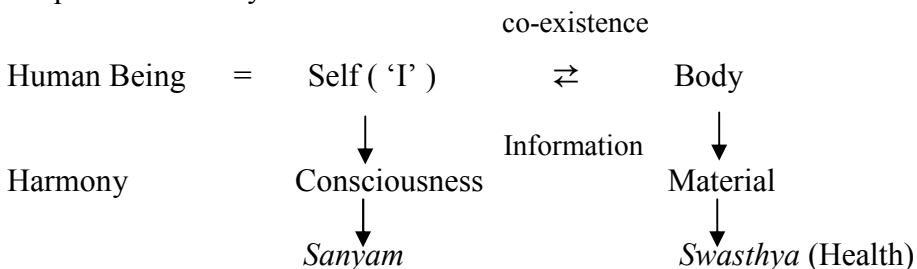 co-existence
Human Being = Self ( ‘I’ ) ⇄ Body
Information
Harmony Consciousness Material
Sanyam Swasthya (Health)